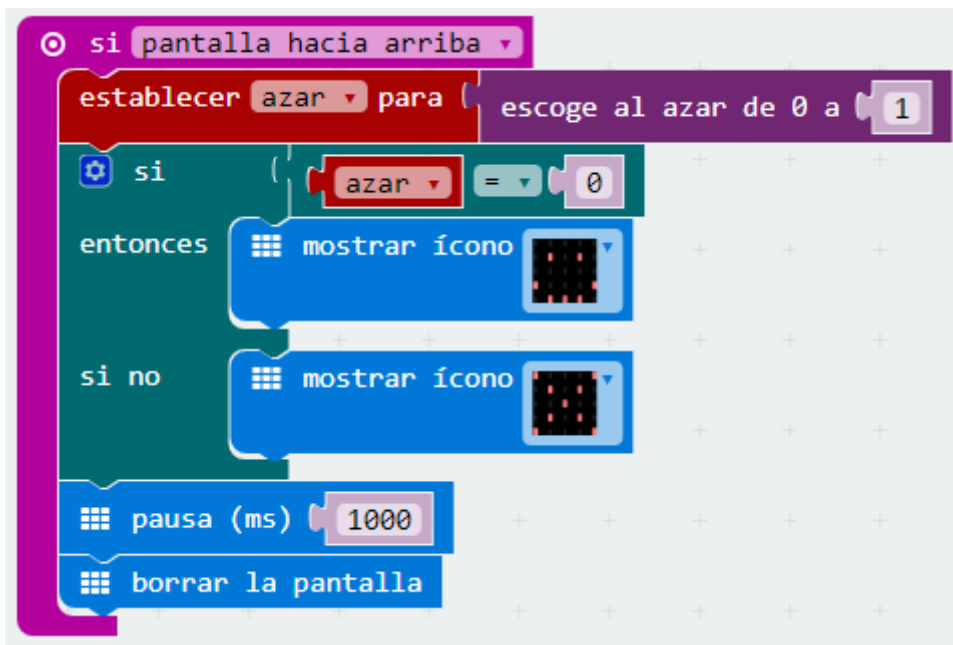 si pantalla hacia arriba
establecer azar para escoge al azar de 0 a 1
si azar = 0
entonces mostrar ícono
si no mostrar ícono
pausa (ms) 1000
borrar la pantalla